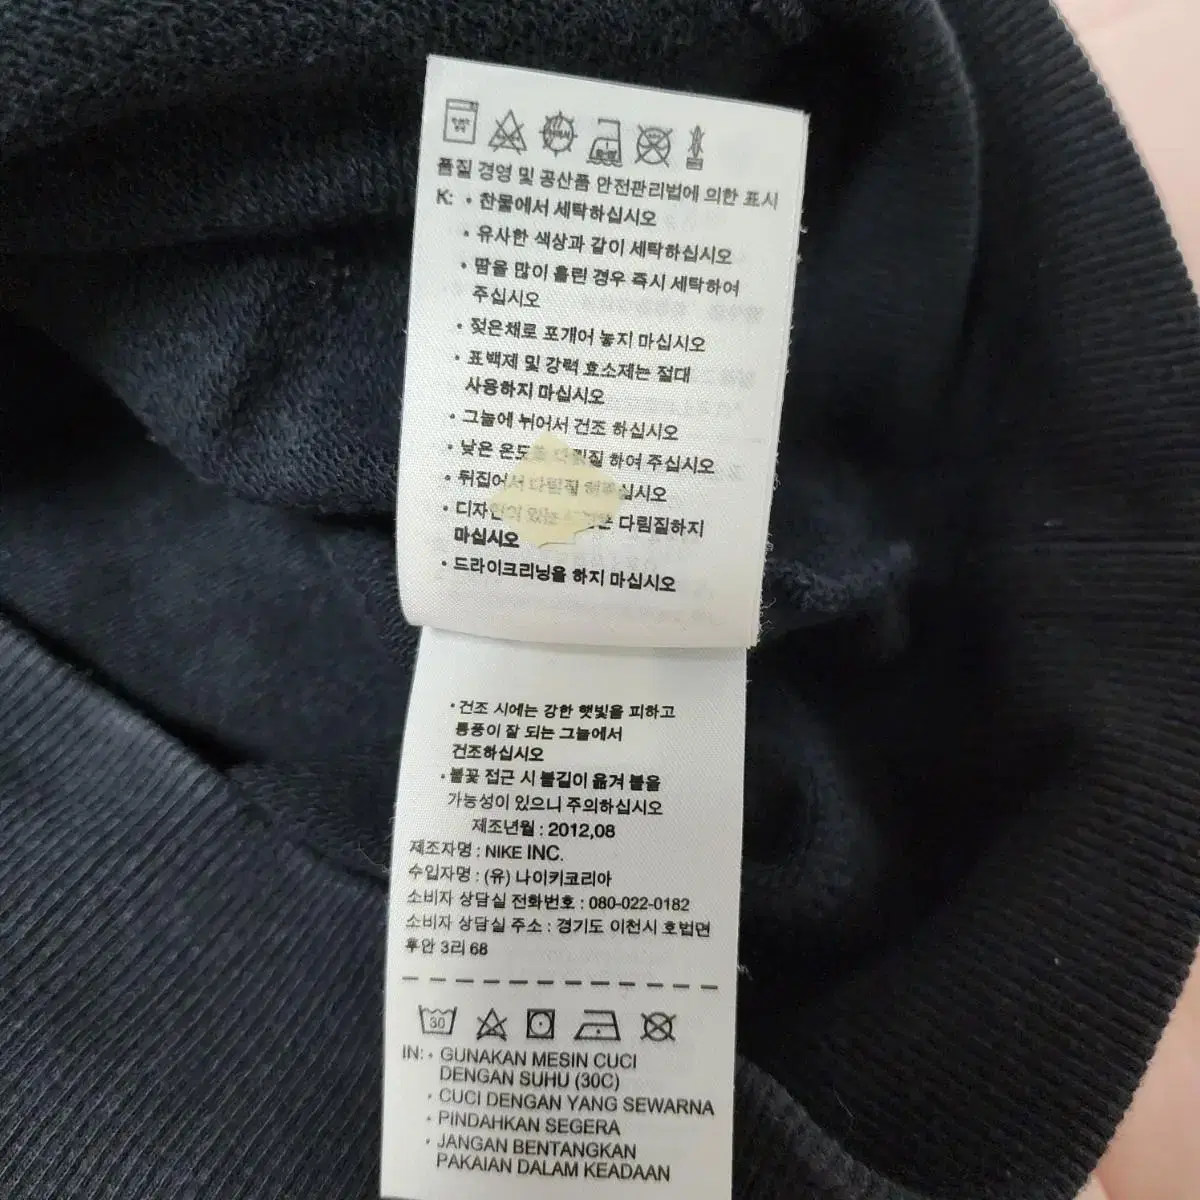 품질 경영 및 공산품 안전관리법에 의한 표시
K: • 찬물에서 세탁하십시오
• 유사한 색상과 같이 세탁하십시오
• 땀을 많이 흘린 경우 즉시 세탁하여
주십시오
• 젖은채로 포개어 놓지 마십시오
• 표백제 및 강력 효소제는 절대
사용하지 마십시오
• 그늘에 뉘어서 건조 하십시오
• 낮은 온도로 다림질 하여 주십시오
• 뒤집어서 다림질 해주십시오
• 디자인이 있는 다림질하지
마십시오
• 드라이크리닝을 하지 마십시오
• 건조 시에는 강한 햇빛을 피하고
통풍이 잘 되는 그늘에서
건조하십시오
• 불꽃 접근 시 불길이 옮겨 붙을
가능성이 있으니 주의하십시오
제조년월 : 2012,08
제조자명 : NIKE INC.
수입자명 : (유) 나이키코리아
소비자 상담실 전화번호 : 080-022-0182
소비자 상담실 주소 : 경기도 이천시 호법면
후안 3리 68
30
IN: • GUNAKAN MESIN CUCI
DENGAN SUHU (30C)
• CUCI DENGAN YANG SEWARNA
• PINDAHKAN SEGERA
• JANGAN BENTANGKAN
PAKAIAN DALAM KEADAAN